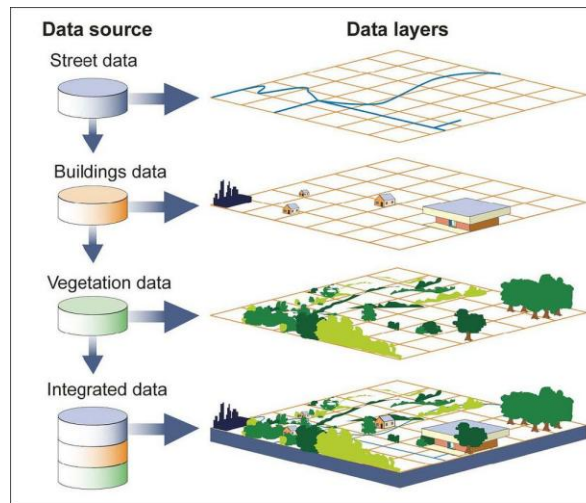 Data source
Data layers
Street data
Buildings data
Vegetation data
Integrated data